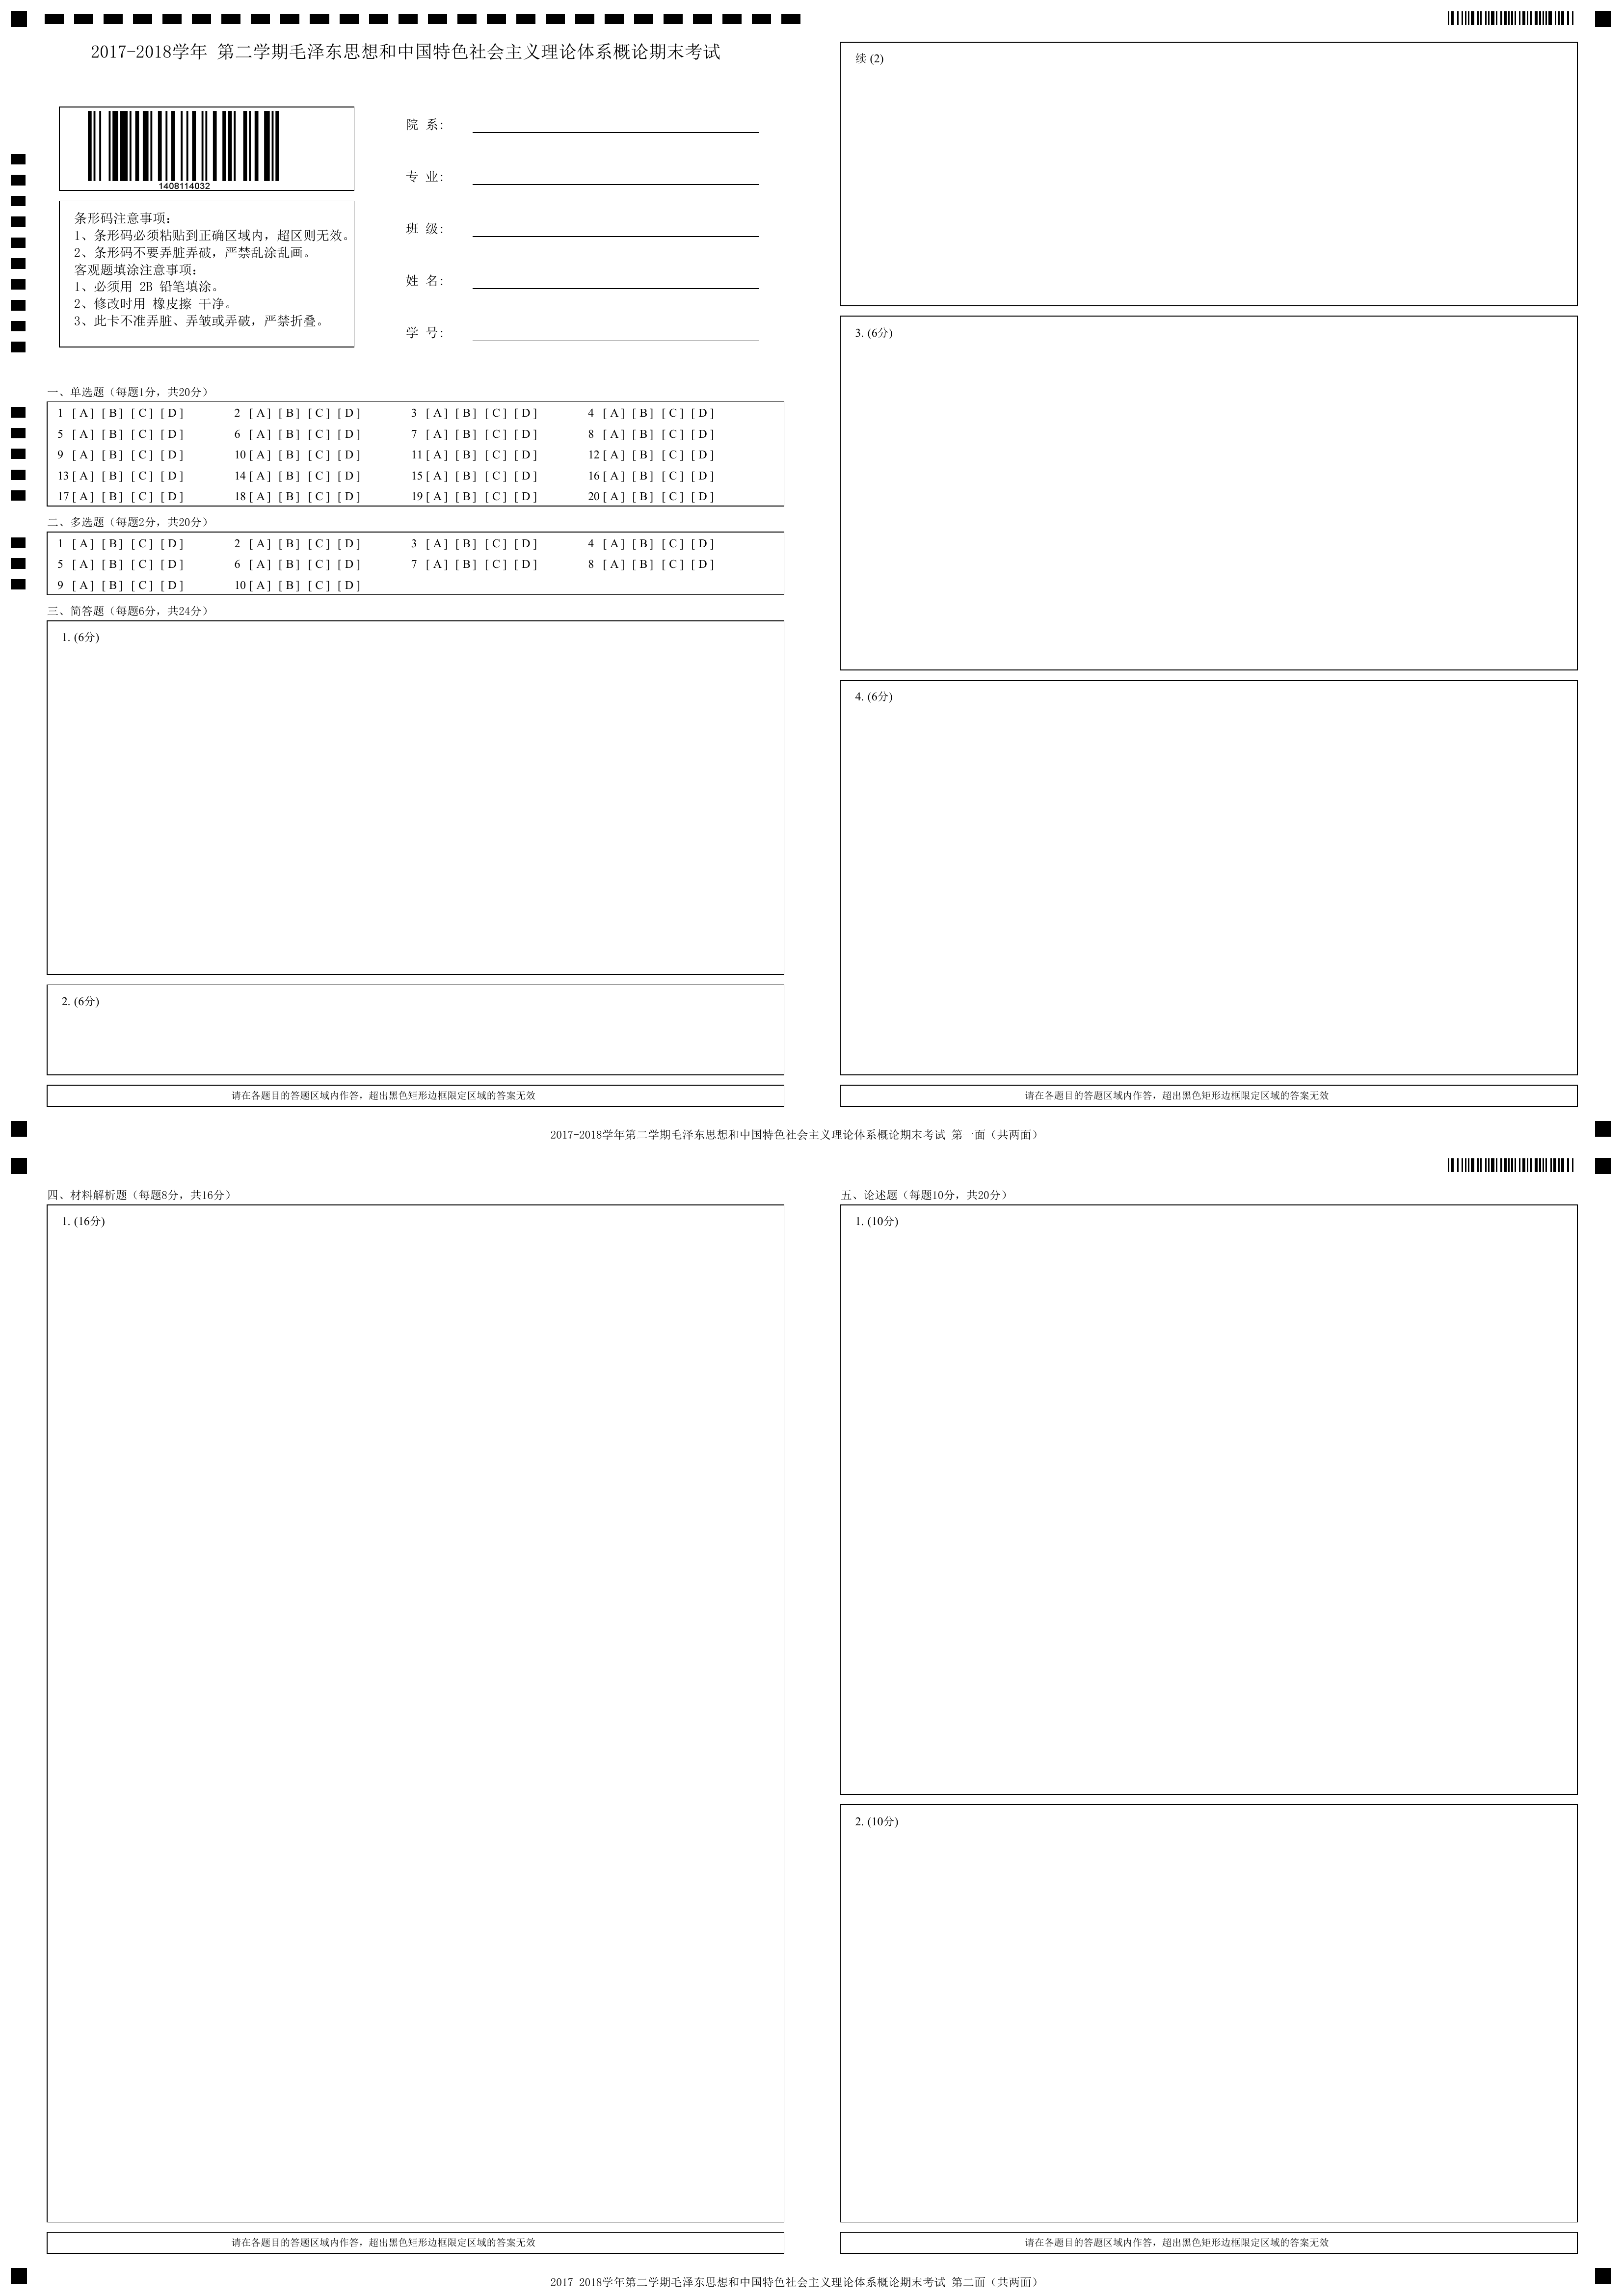 2017-2018学年 第二学期毛泽东思想和中国特色社会主义理论体系概论期末考试
1408114032
条形码注意事项：
1、条形码必须粘贴到正确区域内，超区则无效。
2、条形码不要弄脏弄破，严禁乱涂乱画。
客观题填涂注意事项：
1、必须用 2B 铅笔填涂。
2、修改时用 橡皮擦 干净。
3、此卡不准弄脏、弄皱或弄破，严禁折叠。
院 系：
专 业：
班 级：
姓 名：
学 号：
一、单选题（每题1分，共20分）
1 [A] [B] [C] [D] 2 [A] [B] [C] [D] 3 [A] [B] [C] [D] 4 [A] [B] [C] [D]
5 [A] [B] [C] [D] 6 [A] [B] [C] [D] 7 [A] [B] [C] [D] 8 [A] [B] [C] [D]
9 [A] [B] [C] [D] 10 [A] [B] [C] [D] 11 [A] [B] [C] [D] 12 [A] [B] [C] [D]
13 [A] [B] [C] [D] 14 [A] [B] [C] [D] 15 [A] [B] [C] [D] 16 [A] [B] [C] [D]
17 [A] [B] [C] [D] 18 [A] [B] [C] [D] 19 [A] [B] [C] [D] 20 [A] [B] [C] [D]
二、多选题（每题2分，共20分）
1 [A] [B] [C] [D] 2 [A] [B] [C] [D] 3 [A] [B] [C] [D] 4 [A] [B] [C] [D]
5 [A] [B] [C] [D] 6 [A] [B] [C] [D] 7 [A] [B] [C] [D] 8 [A] [B] [C] [D]
9 [A] [B] [C] [D] 10 [A] [B] [C] [D]
三、简答题（每题6分，共24分）
1. (6分)
2. (6分)
请在各题目的答题区域内作答，超出黑色矩形边框限定区域的答案无效
续 (2)
3. (6分)
4. (6分)
请在各题目的答题区域内作答，超出黑色矩形边框限定区域的答案无效
2017-2018学年第二学期毛泽东思想和中国特色社会主义理论体系概论期末考试 第一面（共两面）
四、材料解析题（每题8分，共16分）
1. (16分)
请在各题目的答题区域内作答，超出黑色矩形边框限定区域的答案无效
五、论述题（每题10分，共20分）
1. (10分)
2. (10分)
请在各题目的答题区域内作答，超出黑色矩形边框限定区域的答案无效
2017-2018学年第二学期毛泽东思想和中国特色社会主义理论体系概论期末考试 第二面（共两面）